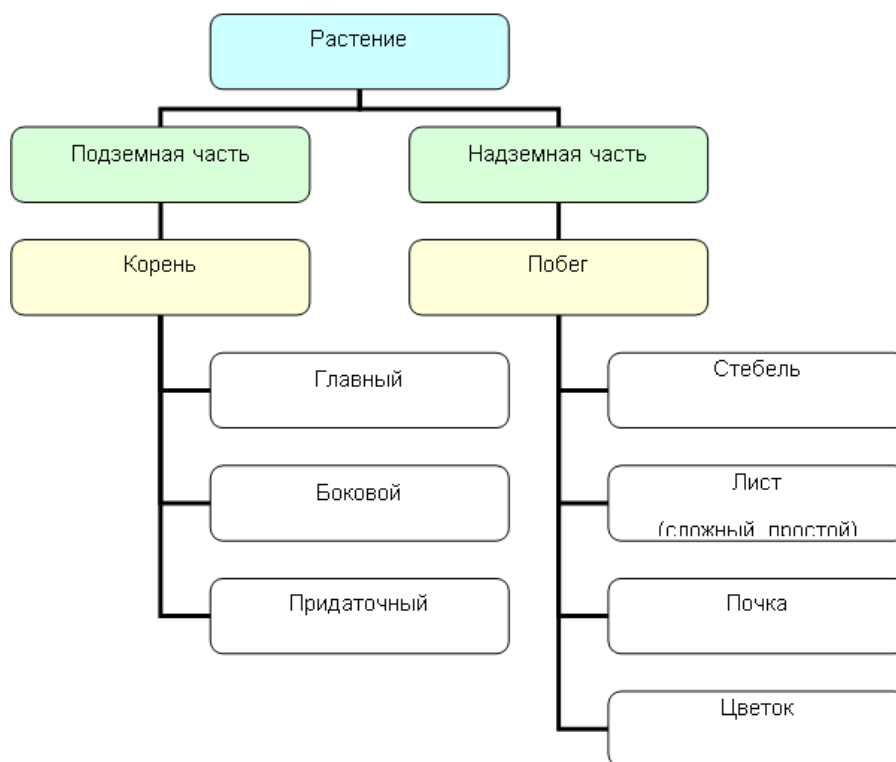 Растение
Подземная часть
Надземная часть
Корень
Побег
Главный
Стебель
Боковой
Лист
(сложный простой)
Придаточный
Почка
Цветок